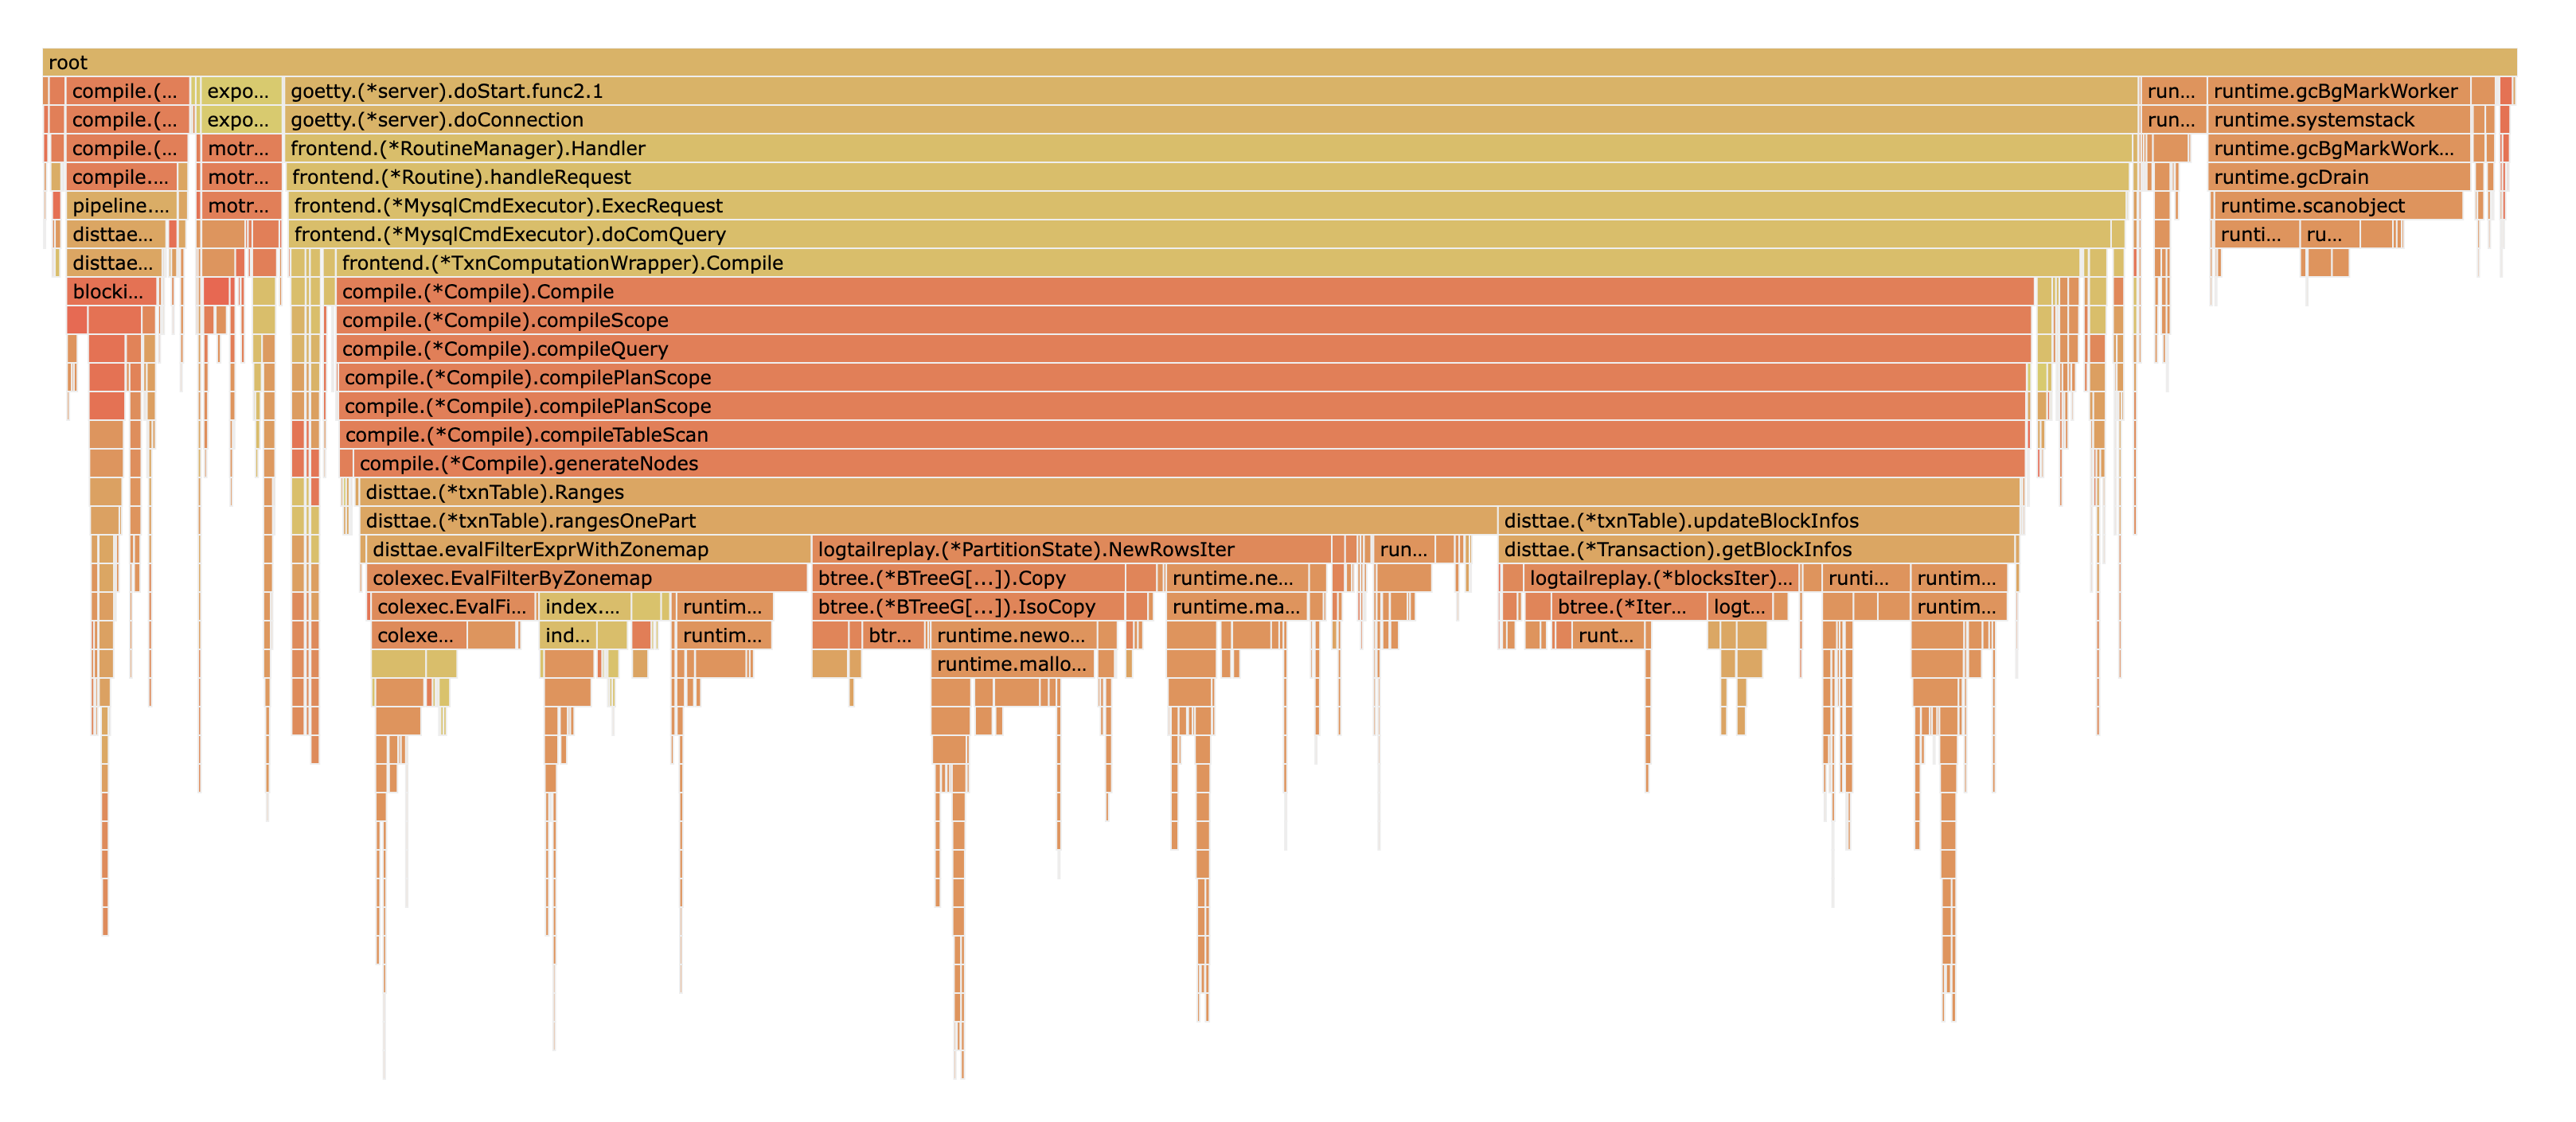 root
compile.(... expo... goetty.(*server).doStart.func2.1 run... runtime.gcBgMarkWorker
compile.(... expo... goetty.(*server).doConnection run... runtime.systemstack
compile.(... motr... frontend.(*RoutineManager).Handler runtime.gcBgMarkWork...
compile.... motr... frontend.(*Routine).handleRequest runtime.gcDrain
pipeline.... motr... frontend.(*MysqlCmdExecutor).ExecRequest runtime.scanobject
disttae... frontend.(*MysqlCmdExecutor).doComQuery runti... ru...
disttae... frontend.(*TxnComputationWrapper).Compile
blocki... compile.(*Compile).Compile
compile.(*Compile).compileScope
compile.(*Compile).compileQuery
compile.(*Compile).compilePlanScope
compile.(*Compile).compilePlanScope
compile.(*Compile).compileTableScan
compile.(*Compile).generateNodes
disttae.(*txnTable).Ranges
disttae.(*txnTable).rangesOnePart disttae.(*txnTable).updateBlockInfos
disttae.evalFilterExprWithZonemap logtailreplay.(*PartitionState).NewRowsIter run... disttae.(*Transaction).getBlockInfos
colexec.EvalFilterByZonemap btree.(*BTreeG[...]).Copy runtime.ne... logtailreplay.(*blocksIter)... runti... runtim...
colexec.EvalFi... index.... runtim... btree.(*BTreeG[...]).IsoCopy runtime.ma... btree.(*Iter... logt... runtim...
colexe... ind... runtim... btr... runtime.newo... runt...
runtime.mallo...